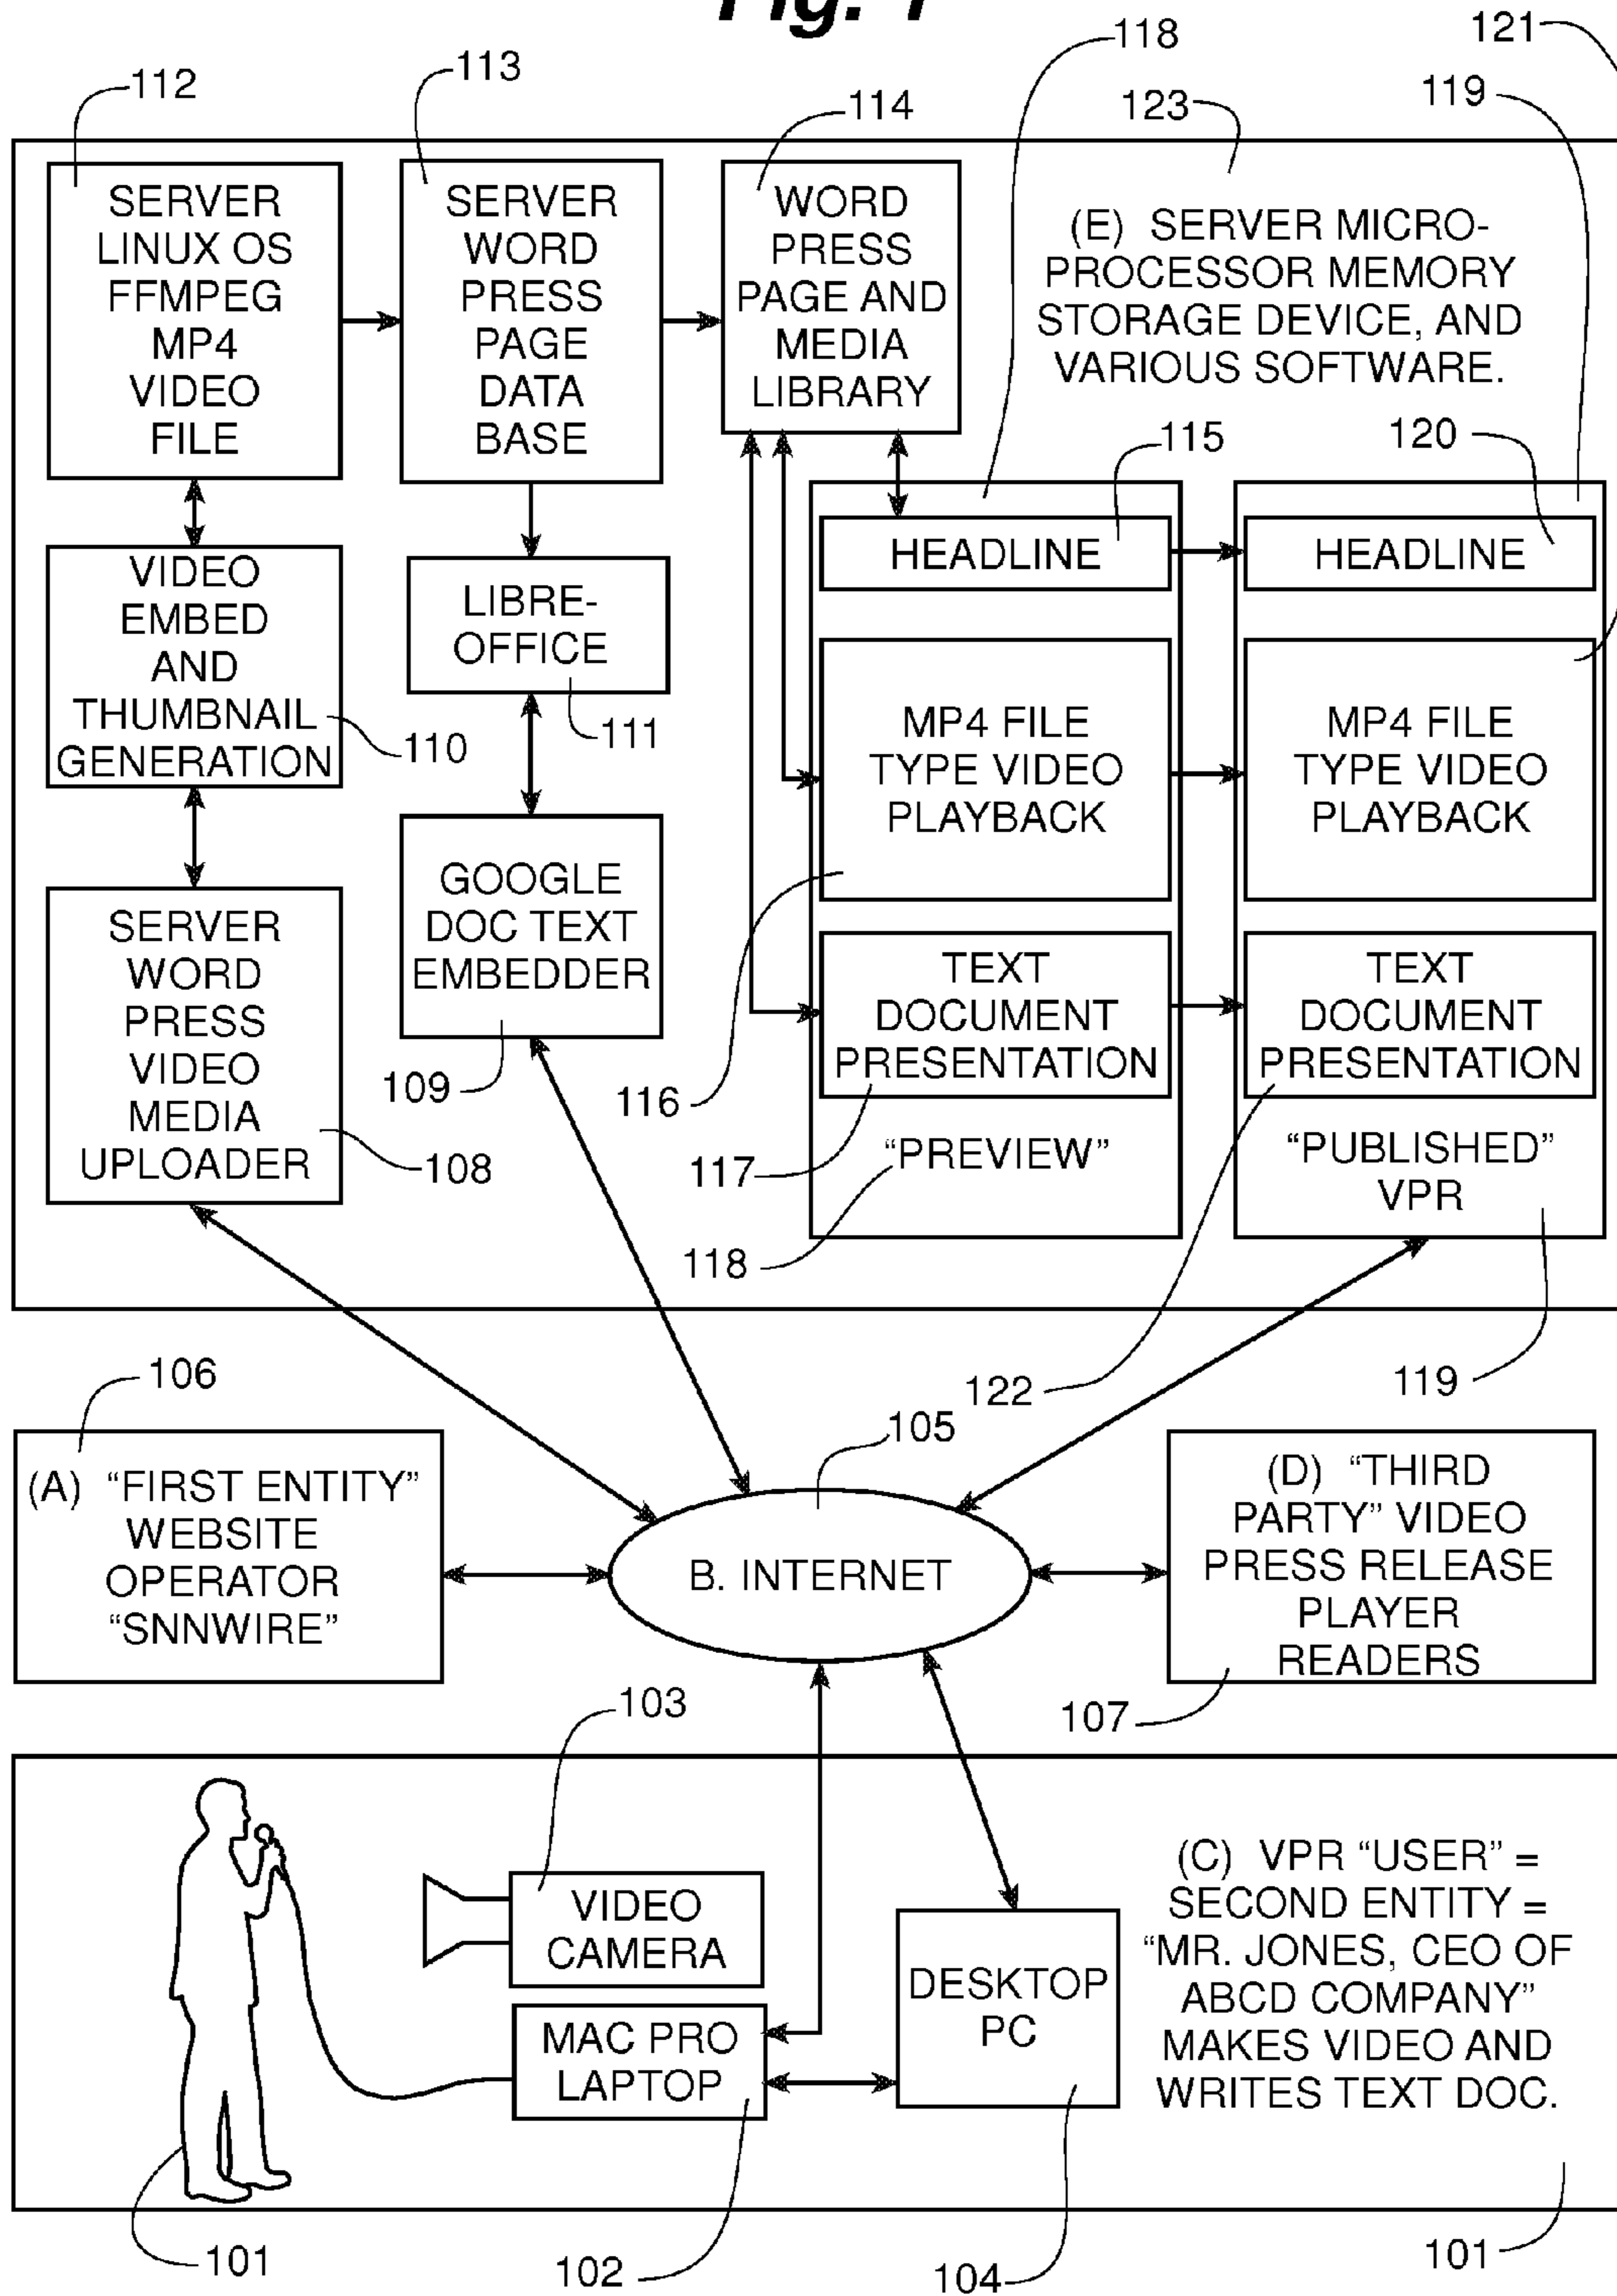 Fig. 1
118
121
112
113
114
123
119
SERVER
LINUX OS
FFMPEG
MP4
VIDEO
FILE
SERVER
WORD
PRESS
PAGE
DATA
BASE
WORD
PRESS
PAGE AND
MEDIA
LIBRARY
(E) SERVER MICRO-
PROCESSOR MEMORY
STORAGE DEVICE, AND
VARIOUS SOFTWARE.
115
120
VIDEO
EMBED
AND
THUMBNAIL
GENERATION
110
LIBRE-
OFFICE
111
HEADLINE
HEADLINE
MP4 FILE
TYPE VIDEO
PLAYBACK
MP4 FILE
TYPE VIDEO
PLAYBACK
SERVER
WORD
PRESS
VIDEO
MEDIA
UPLOADER
108
GOOGLE
DOC TEXT
EMBEDDER
109
116
TEXT
DOCUMENT
PRESENTATION
TEXT
DOCUMENT
PRESENTATION
117
“PREVIEW”
118
“PUBLISHED”
VPR
122
119
106
105
(A) “FIRST ENTITY”
WEBSITE
OPERATOR
“SNNWIRE”
B. INTERNET
(D) “THIRD
PARTY” VIDEO
PRESS RELEASE
PLAYER
READERS
107
103
VIDEO
CAMERA
MAC PRO
LAPTOP
DESKTOP
PC
(C) VPR “USER” =
SECOND ENTITY =
“MR. JONES, CEO OF
ABCD COMPANY”
MAKES VIDEO AND
WRITES TEXT DOC.
101
102
104
101